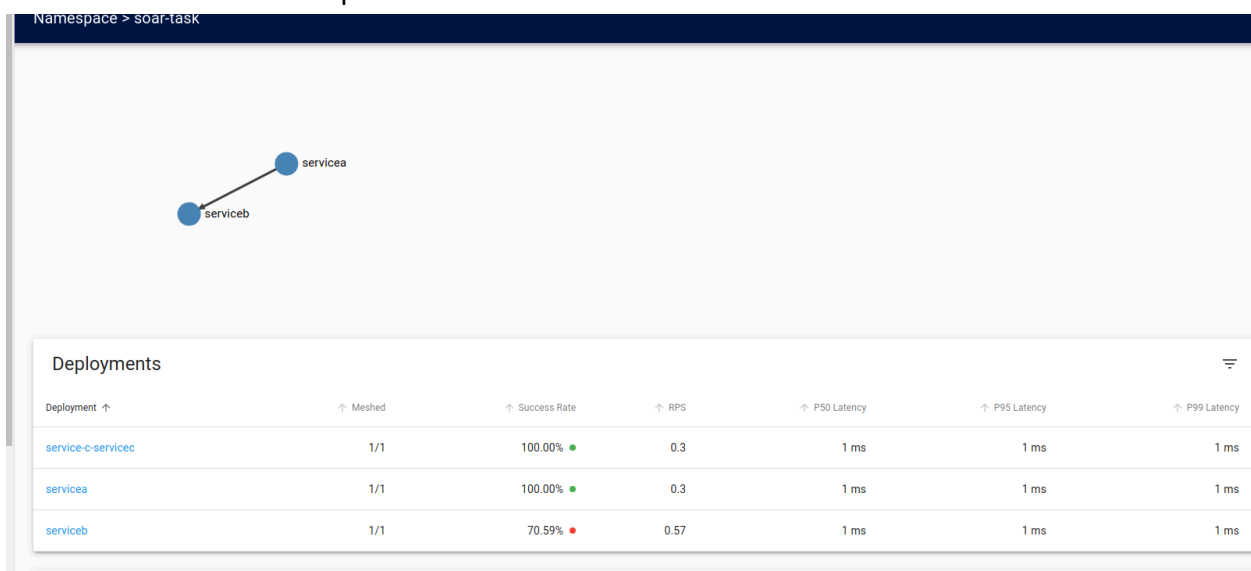 Namespace > soar-task
servicea
serviceb
Deployments
Deployment ↑ ↑ Meshed ↑ Success Rate ↑ RPS ↑ P50 Latency ↑ P95 Latency ↑ P99 Latency
service-c-servicec 1/1 100.00% 0.3 1 ms 1 ms 1 ms
servicea 1/1 100.00% 0.3 1 ms 1 ms 1 ms
serviceb 1/1 70.59% 0.57 1 ms 1 ms 1 ms